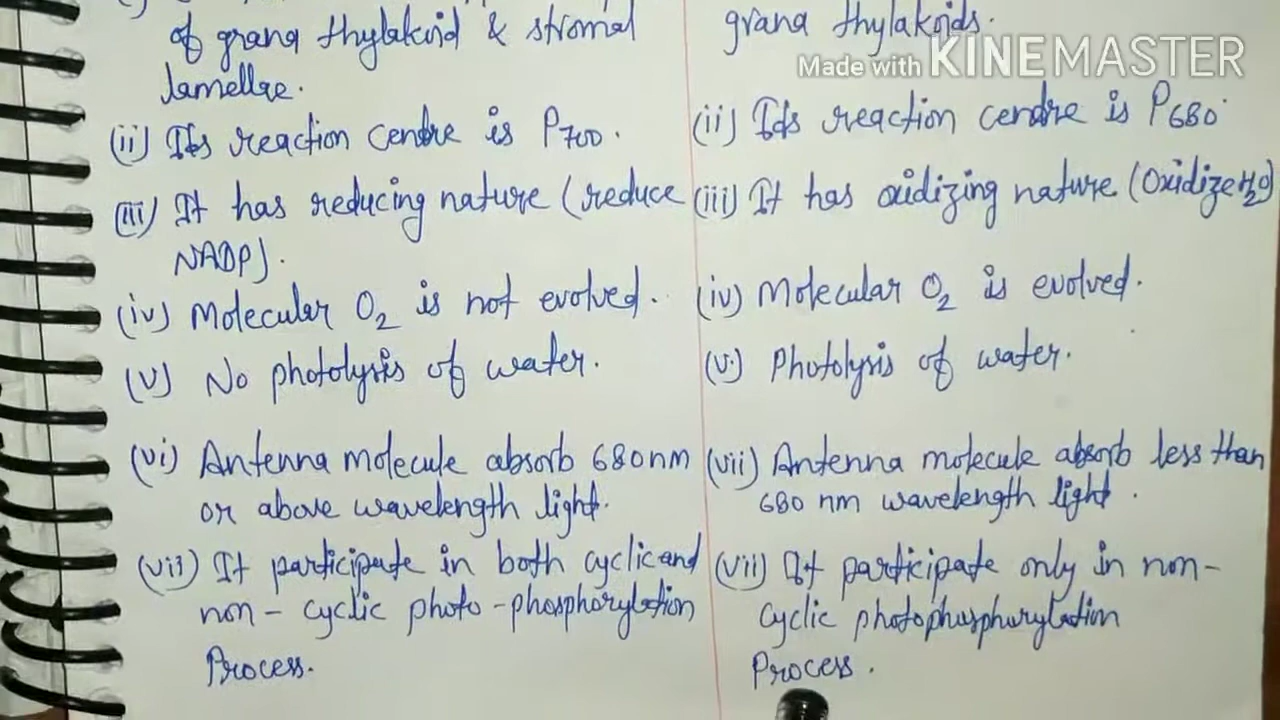 of grana thylakoid & stromal
lamellae.
(ii) Its reaction centre is P700.
(iii) It has reducing nature (reduce
NADP).
(iv) Molecular O2 is not evolved.
(v) No photolysis of water.
(vi) Antenna molecule absorb 680nm
or above wavelength light.
(vii) It participate in both cyclic and
non-cyclic photo-phosphorylation
Process.
grana thylakoids.
Made with KINEMASTER
(ii) Its reaction centre is P680.
(iii) It has oxidizing nature (Oxidize H2O)
(iv) Molecular O2 is evolved.
(v) Photolysis of water.
(vii) Antenna molecule absorb less than
680 nm wavelength light.
(vii) It participate only in non-
cyclic photophosphorylation
Process.